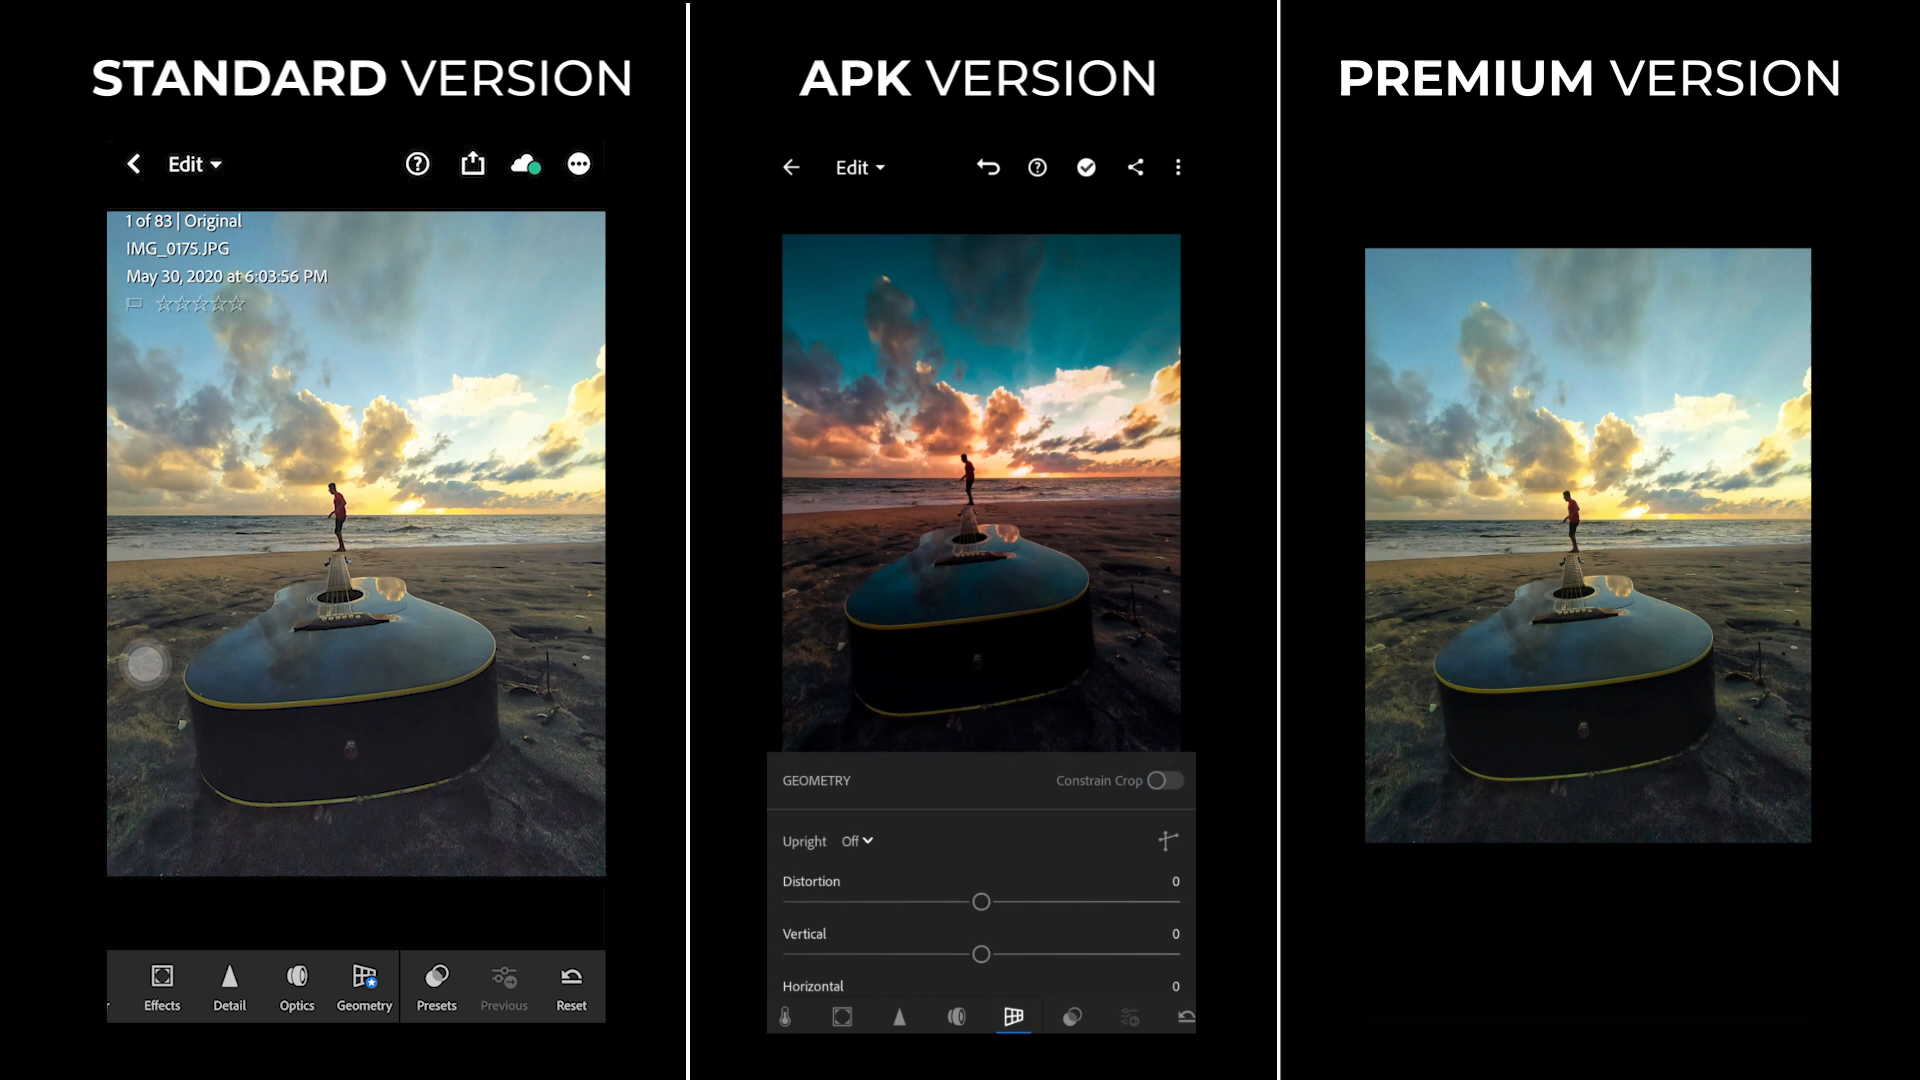 STANDARD VERSION
Edit
1 of 83 | Original
IMG_0175.JPG
May 30, 2020 at 6:03:56 PM
Effects
Detail
Optics
Geometry
Presets
Previous
Reset
APK VERSION
Edit
GEOMETRY
Constrain Crop
Upright Off
Distortion 0
Vertical 0
Horizontal 0
PREMIUM VERSION